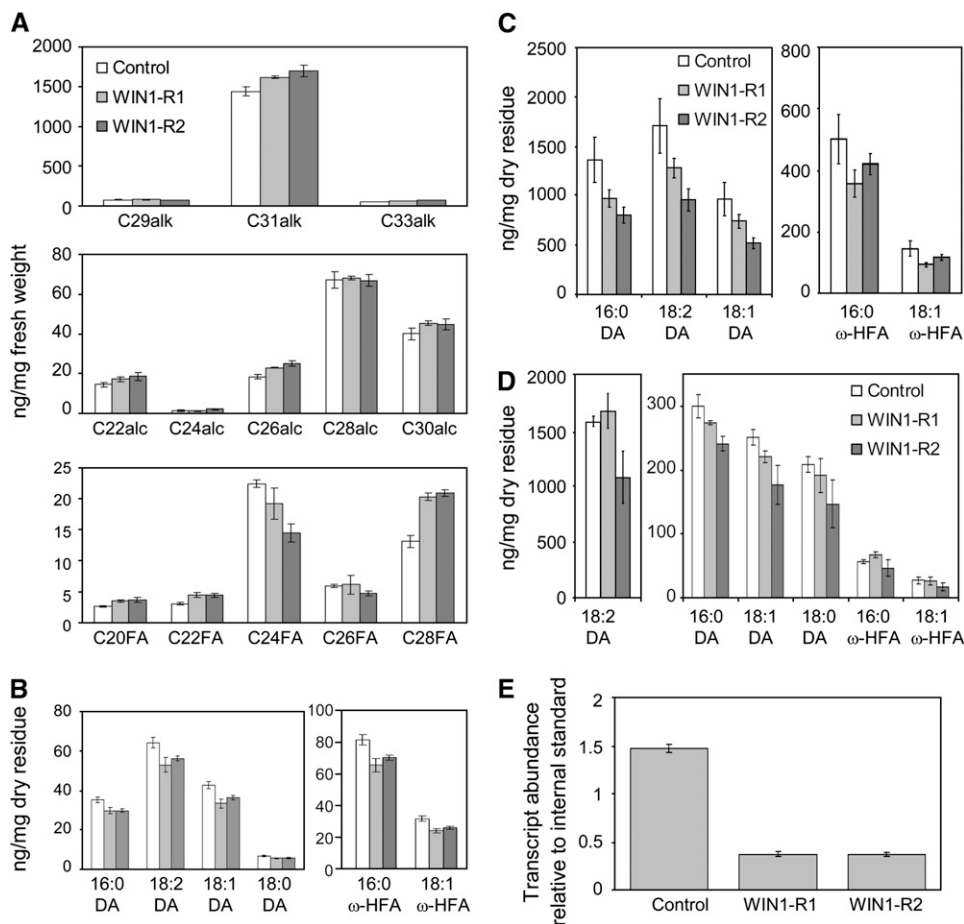 A
2000
1500
1000
500
0
Control
WIN1-R1
WIN1-R2
C29alk C31alk C33alk
ng/mg fresh weight
80
60
40
20
0
C22alc C24alc C26alc C28alc C30alc
25
20
15
10
5
0
C20FA C22FA C24FA C26FA C28FA
B
ng/mg dry residue
80
60
40
20
0
16:0 18:2 18:1 18:0
DA DA DA DA
100
80
60
40
20
0
16:0 18:1
ω-HFA ω-HFA
C
ng/mg dry residue
2500
2000
1500
1000
500
0
Control
WIN1-R1
WIN1-R2
16:0 18:2 18:1
DA DA DA
800
600
400
200
0
16:0 18:1
ω-HFA ω-HFA
D
ng/mg dry residue
2000
1500
1000
500
0
18:2
DA
300
200
100
0
Control
WIN1-R1
WIN1-R2
16:0 18:1 18:0 16:0 18:1
DA DA DA ω-HFA ω-HFA
E
Transcript abundance
relative to internal standard
2
1.5
1
0.5
0
Control WIN1-R1 WIN1-R2